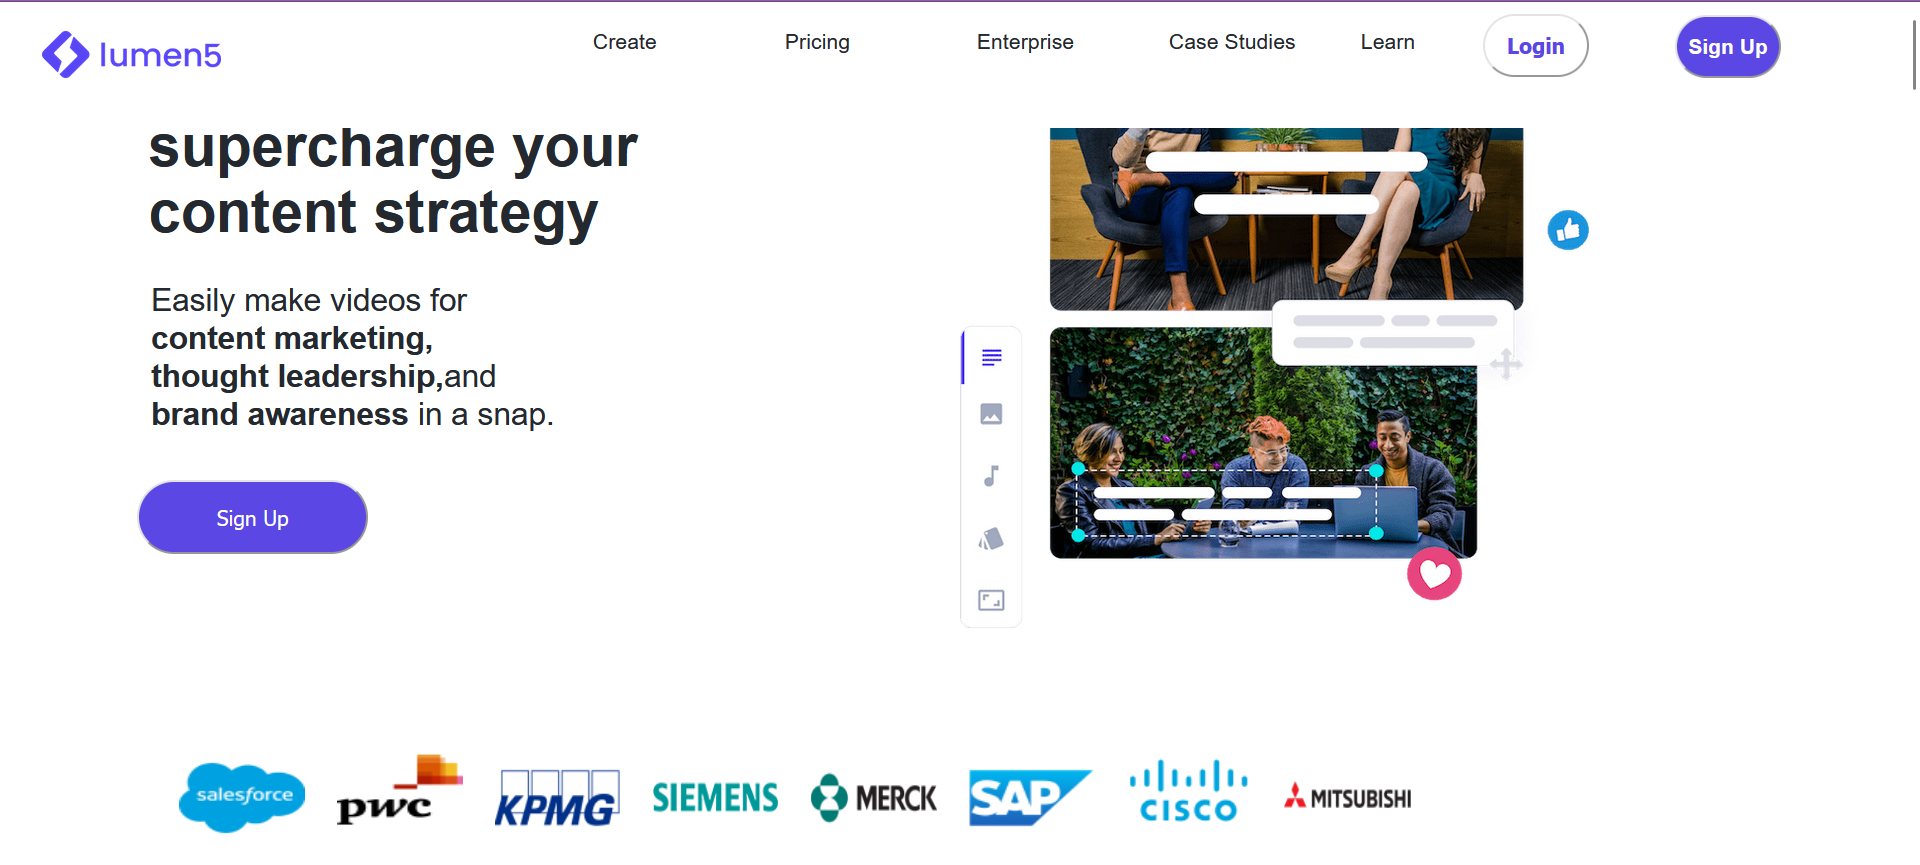 lumen5
Create Pricing Enterprise Case Studies Learn Login Sign Up
supercharge your
content strategy
Easily make videos for
content marketing,
thought leadership,and
brand awareness in a snap.
Sign Up
salesforce pwc KPMG SIEMENS MERCK SAP CISCO MITSUBISHI